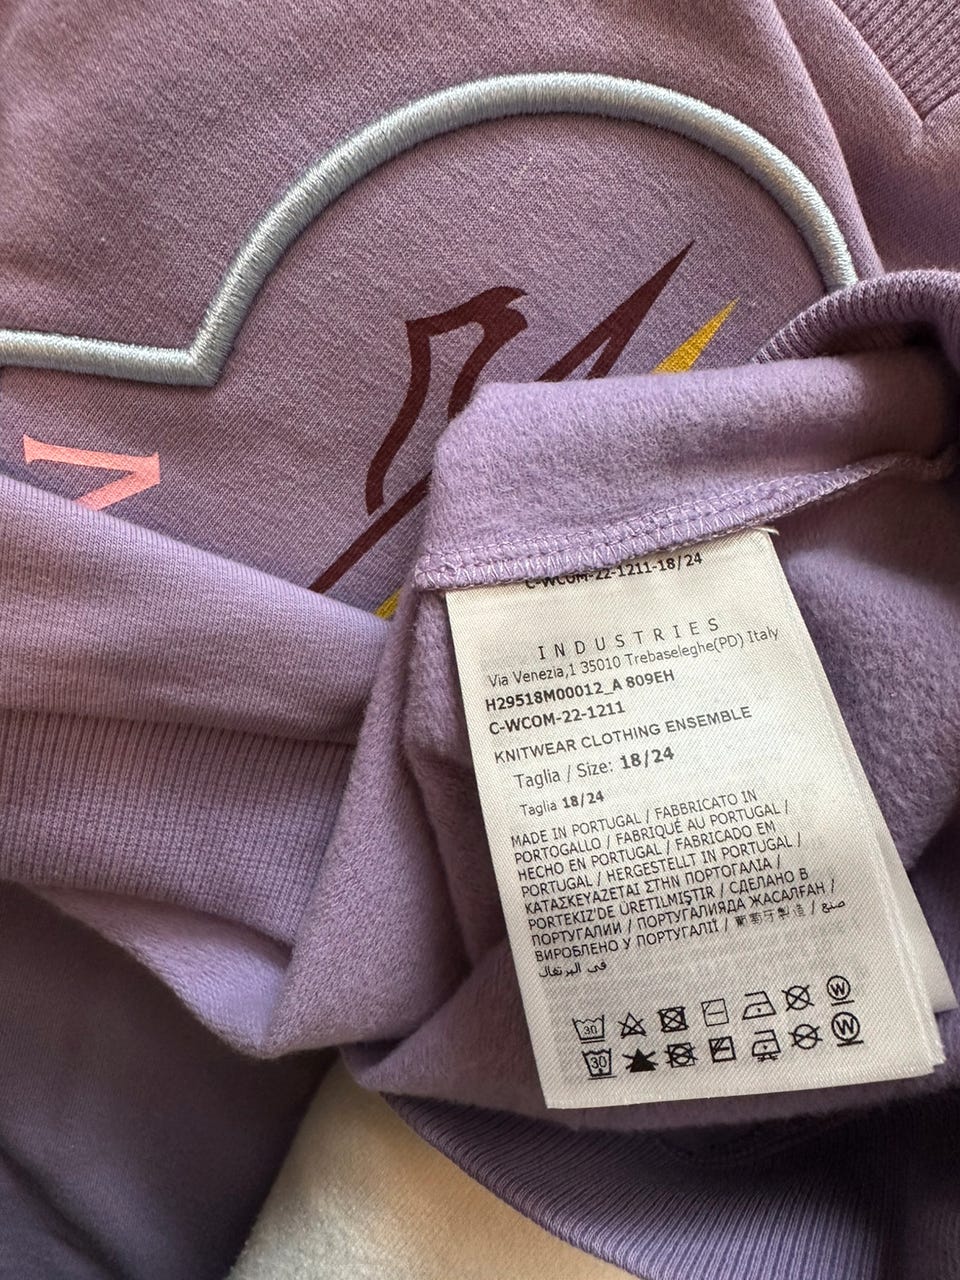 N
C-WCOM-22-1211-18/24
INDUSTRIES
Via Venezia,1 35010 Trebaseleghe(PD) Italy
H29518M00012_A 809EH
C-WCOM-22-1211
KNITWEAR CLOTHING ENSEMBLE
Taglia / Size: 18/24
Taglia 18/24
MADE IN PORTUGAL / FABBRICATO IN
PORTOGALLO / FABRIQUÉ AU PORTUGAL /
HECHO EN PORTUGAL / FABRICADO EM
PORTUGAL / HERGESTELLT IN PORTUGAL /
ΚΑΤΑΣΚΕΥΑΖΕΤΑΙ ΣΤΗΝ ΠΟΡΤΟΓΑΛΙΑ /
PORTEKİZ'DE ÜRETILMIŞTIR / СДЕЛАНО В
ПОРТУГАЛИИ / ПОРТУГАЛИЯДА ЖАСАЛҒАН /
ВИРОБЛЕНО У ПОРТУГАЛІЇ / 葡萄牙製造 / صنع
في البرتغال
30 W
30 W